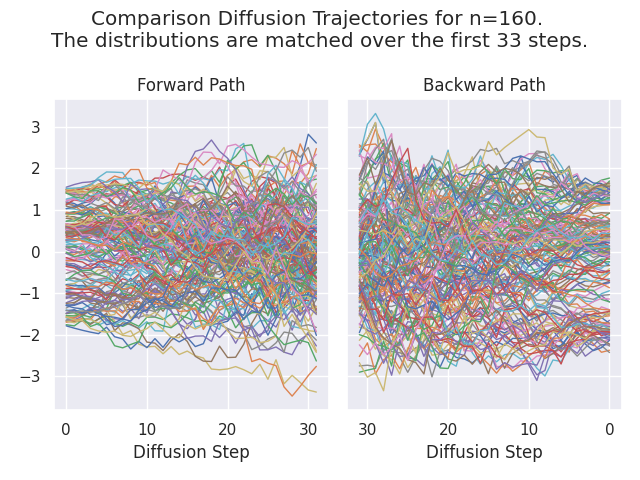 Comparison Diffusion Trajectories for n=160.
The distributions are matched over the first 33 steps.
Forward Path
Backward Path
3
2
1
0
−1
−2
−3
0 10 20 30
30 20 10 0
Diffusion Step
Diffusion Step